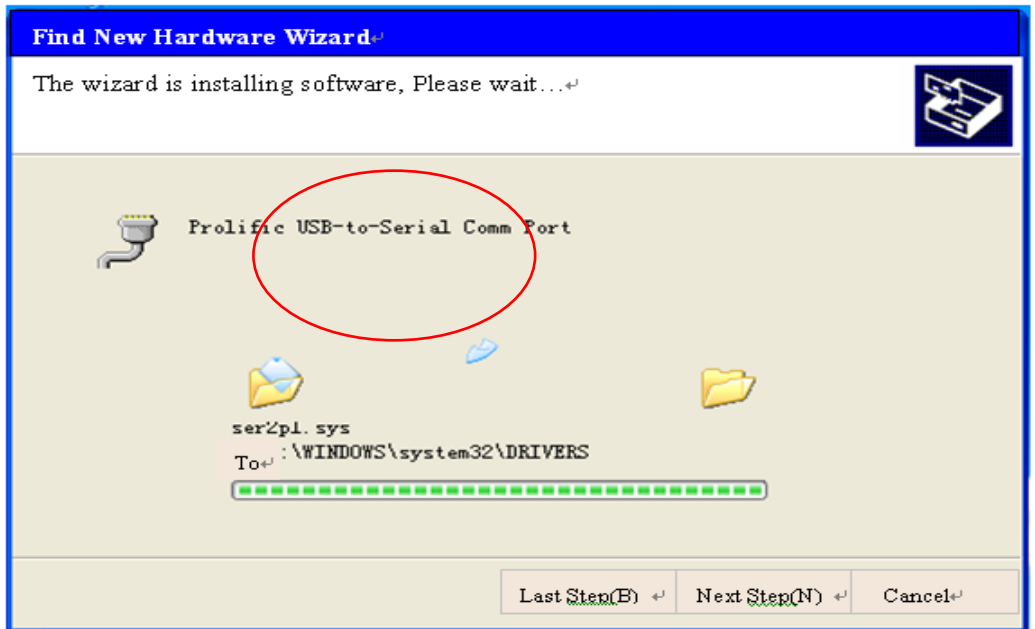 Find New Hardware Wizard↵
The wizard is installing software, Please wait...↵
Prolific USB-to-Serial Comm Port
ser2pl.sys
To↵ :\WINDOWS\system32\DRIVERS
Last Step(B) ↵ Next Step(N) ↵ Cancel↵